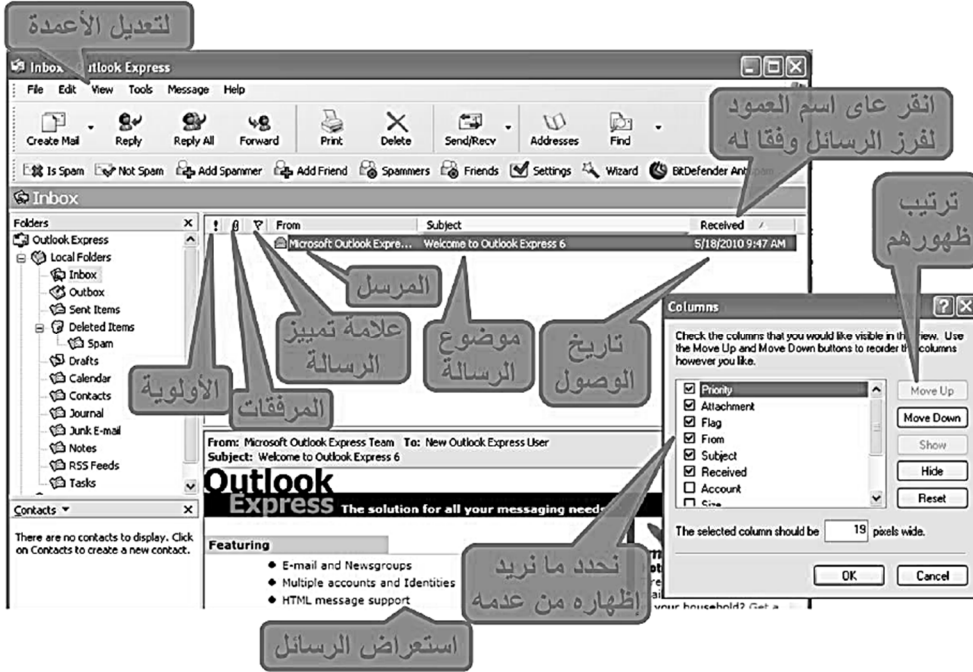 لتعديل الأعمدة
Inbox utlook Express
File Edit View Tools Message Help
انقر عاى اسم العمود
لفرز الرسائل وفقا له
Create Mail Reply Reply All Forward Print Delete Send/Recv Addresses Find
Is Spam Not Spam Add Spammer Add Friend Spammers Friends Settings Wizard BitDefender
Inbox
ترتيب
ظهورهم
Folders
Outlook Express
Local Folders
Inbox
Outbox
Sent Items
Deleted Items
Spam
Drafts
Calendar
Contacts
Journal
Junk E-mail
Notes
RSS Feeds
Tasks
! From Subject Received
Microsoft Outlook Expre... Welcome to Outlook Express 6 5/18/2010 9:47 AM
المرسل
علامة تمييز
الرسالة
موضوع
الرسالة
تاريخ
الوصول
الأولوية
المرفقات
Columns
Check the columns that you would like visible in this view. Use
the Move Up and Move Down buttons to reorder the columns
however you like.
Priority
Attachment
Flag
From
Subject
Received
Account
Size
Move Up
Move Down
Show
Hide
Reset
The selected column should be 19 pixels wide.
OK Cancel
From: Microsoft Outlook Express Team To: New Outlook Express User
Subject: Welcome to Outlook Express 6
Outlook
Express The solution for all your messaging needs
Contacts
There are no contacts to display. Click
on Contacts to create a new contact.
Featuring
E-mail and Newsgroups
Multiple accounts and Identities
HTML message support
your household? Get a
نحدد ما نريد
إظهاره من عدمه
استعراض الرسائل